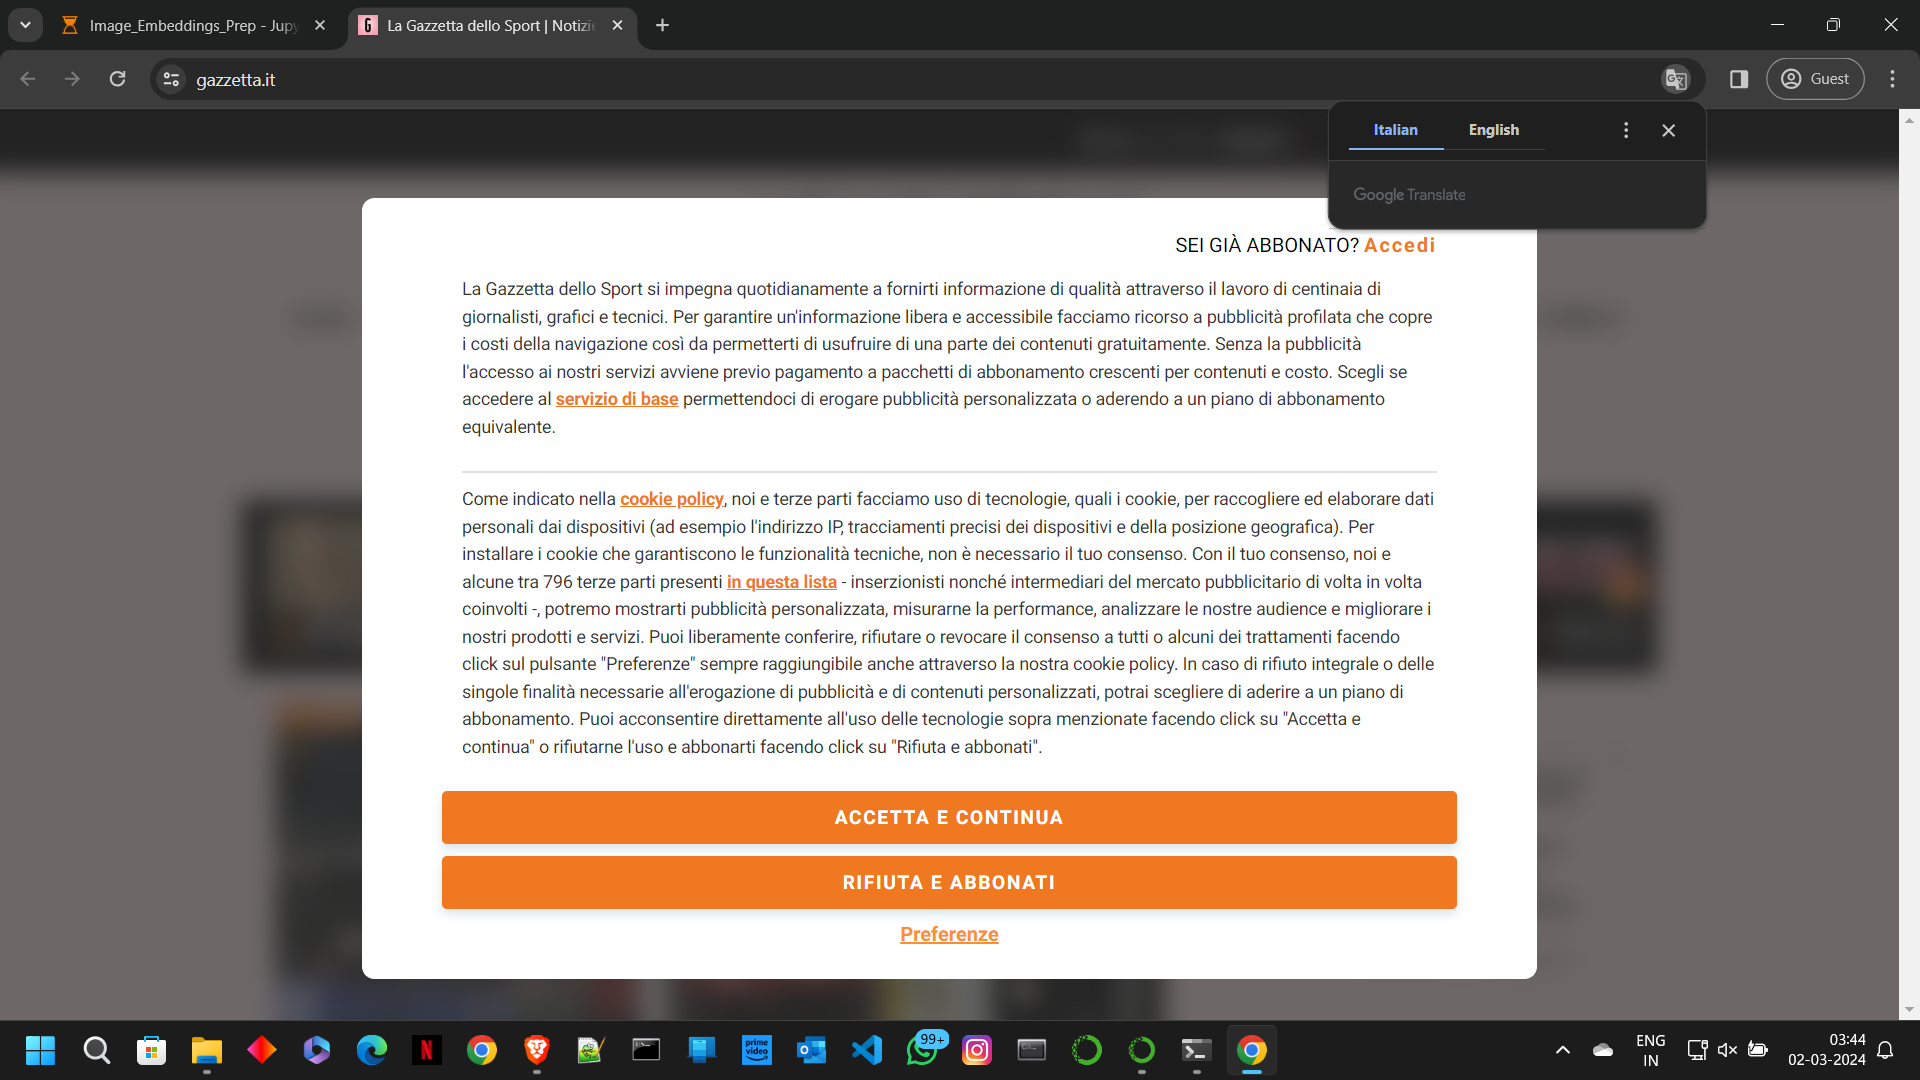 Image_Embeddings_Prep - Jupy
La Gazzetta dello Sport | Notizie
gazzetta.it
Guest
Italian
English
Google Translate
SEI GIÀ ABBONATO? Accedi
La Gazzetta dello Sport si impegna quotidianamente a fornirti informazione di qualità attraverso il lavoro di centinaia di
giornalisti, grafici e tecnici. Per garantire un'informazione libera e accessibile facciamo ricorso a pubblicità profilata che copre
i costi della navigazione così da permetterti di usufruire di una parte dei contenuti gratuitamente. Senza la pubblicità
l'accesso ai nostri servizi avviene previo pagamento a pacchetti di abbonamento crescenti per contenuti e costo. Scegli se
accedere al servizio di base permettendoci di erogare pubblicità personalizzata o aderendo a un piano di abbonamento
equivalente.
Come indicato nella cookie policy, noi e terze parti facciamo uso di tecnologie, quali i cookie, per raccogliere ed elaborare dati
personali dai dispositivi (ad esempio l'indirizzo IP, tracciamenti precisi dei dispositivi e della posizione geografica). Per
installare i cookie che garantiscono le funzionalità tecniche, non è necessario il tuo consenso. Con il tuo consenso, noi e
alcune tra 796 terze parti presenti in questa lista - inserzionisti nonché intermediari del mercato pubblicitario di volta in volta
coinvolti -, potremo mostrarti pubblicità personalizzata, misurarne la performance, analizzare le nostre audience e migliorare i
nostri prodotti e servizi. Puoi liberamente conferire, rifiutare o revocare il consenso a tutti o alcuni dei trattamenti facendo
click sul pulsante "Preferenze" sempre raggiungibile anche attraverso la nostra cookie policy. In caso di rifiuto integrale o delle
singole finalità necessarie all'erogazione di pubblicità e di contenuti personalizzati, potrai scegliere di aderire a un piano di
abbonamento. Puoi acconsentire direttamente all'uso delle tecnologie sopra menzionate facendo click su "Accetta e
continua" o rifiutarne l'uso e abbonarti facendo click su "Rifiuta e abbonati".
ACCETTA E CONTINUA
RIFIUTA E ABBONATI
Preferenze
prime video
99+
ENG
IN
03:44
02-03-2024